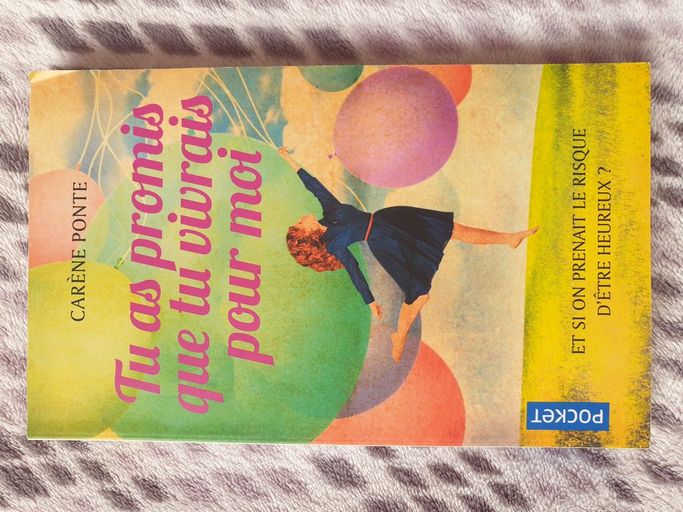 CARÈNE PONTE
Tu as promis
que tu vivrais
pour moi
ET SI ON PRENAIT LE RISQUE
D'ÊTRE HEUREUX ?
POCKET